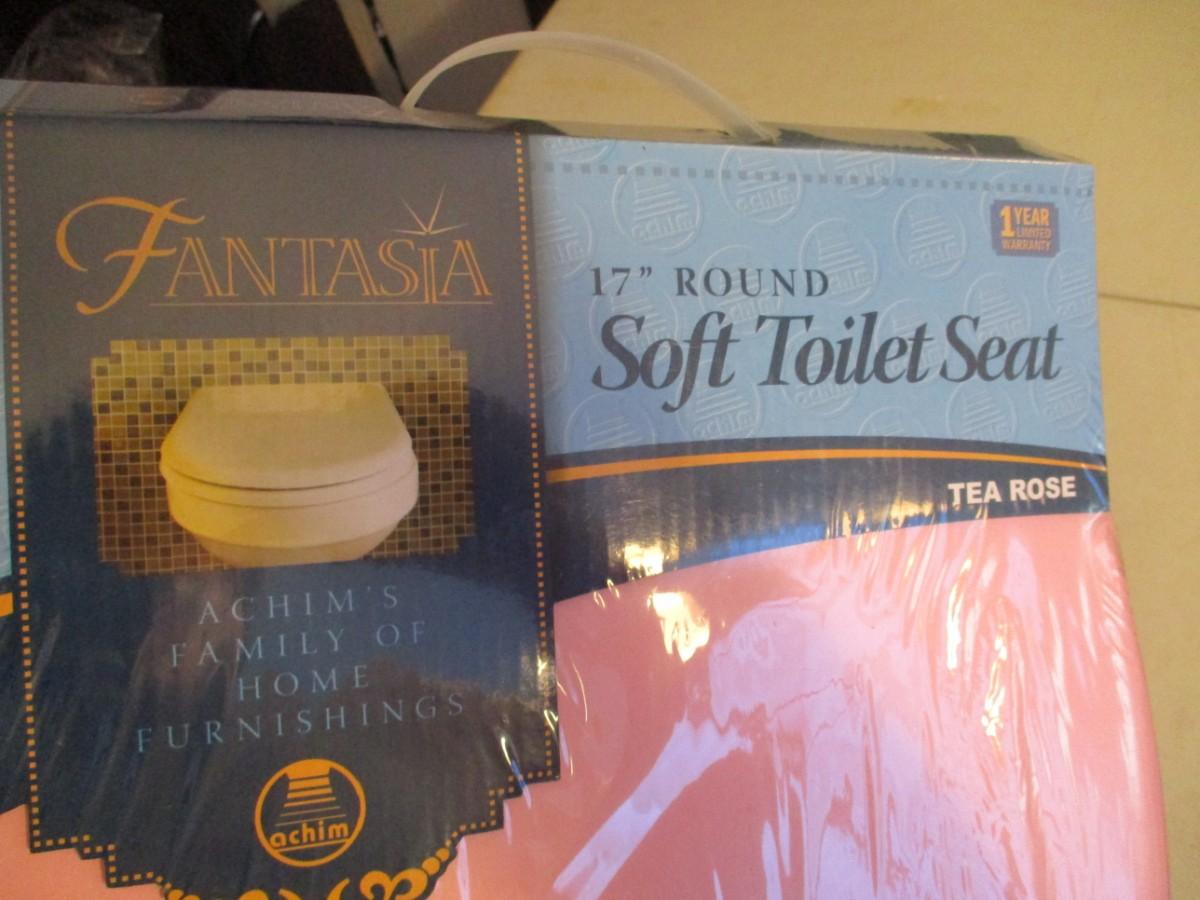 FANTASIA
ACHIM'S
FAMILY OF
HOME
FURNISHINGS
achim
1 YEAR
LIMITED
WARRANTY
17” ROUND
Soft Toilet Seat
TEA ROSE